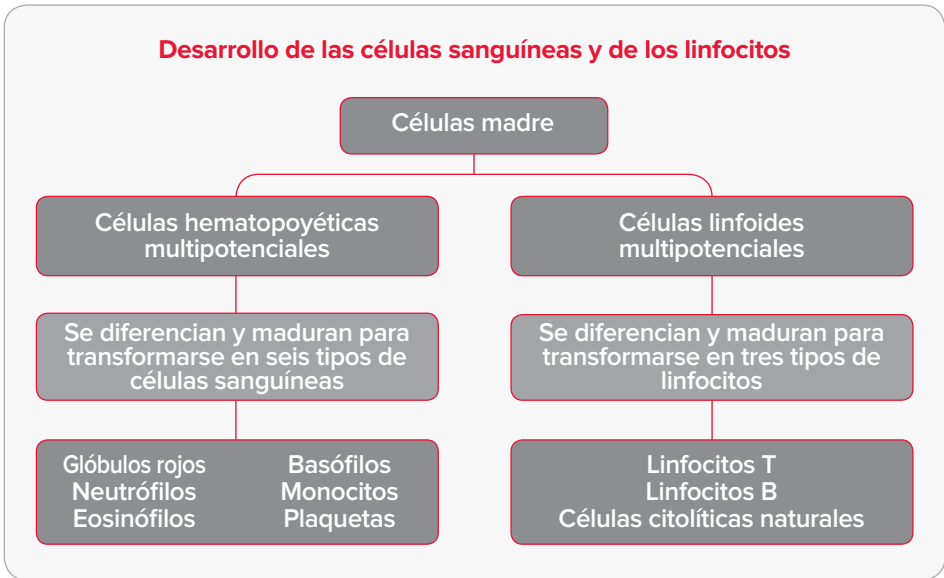 Desarrollo de las células sanguíneas y de los linfocitos
Células madre
Células hematopoyéticas
multipotenciales
Células linfoides
multipotenciales
Se diferencian y maduran para
transformarse en seis tipos de
células sanguíneas
Se diferencian y maduran para
transformarse en tres tipos de
linfocitos
Glóbulos rojos
Neutrófilos
Eosinófilos
Basófilos
Monocitos
Plaquetas
Linfocitos T
Linfocitos B
Células citolíticas naturales